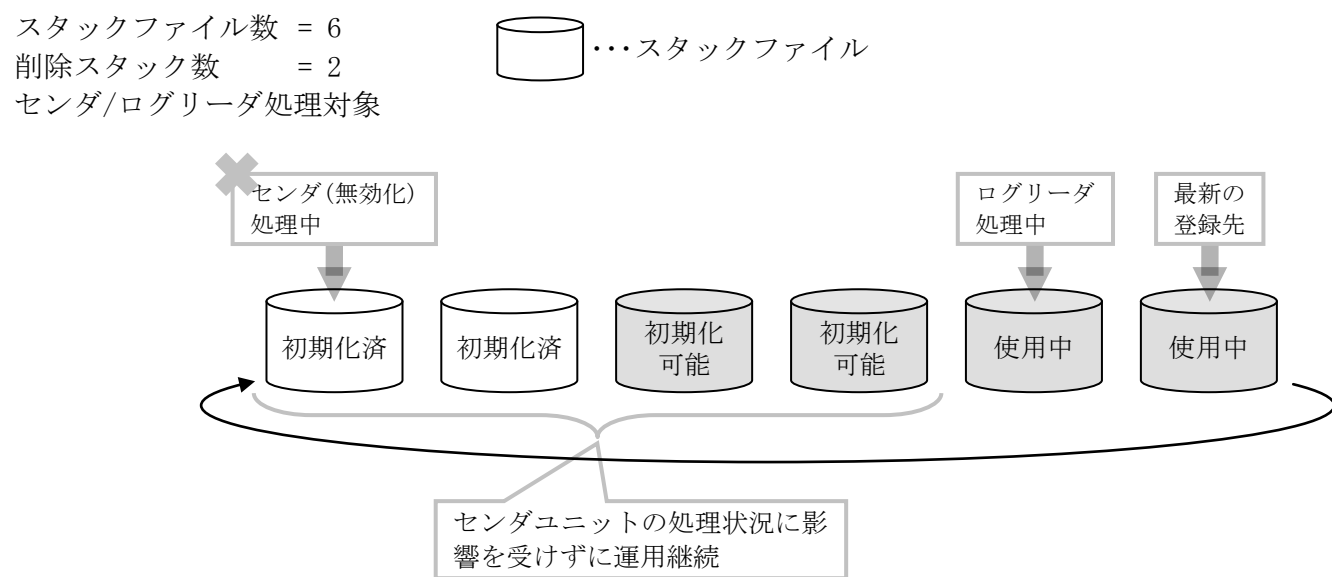 スタックファイル数 = 6
削除スタック数 = 2
センダ/ログリーダ処理対象
･･･スタックファイル
センダ(無効化)
処理中
ログリーダ
処理中
最新の
登録先
初期化済
初期化済
初期化
可能
初期化
可能
使用中
使用中
センダユニットの処理状況に影
響を受けずに運用継続